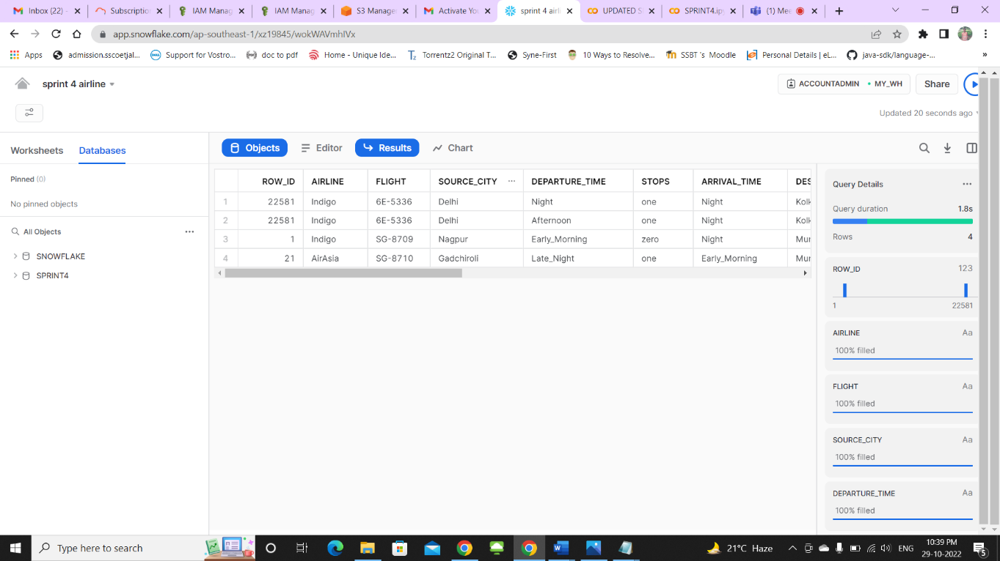 Inbox (22) -
Subscriptio
IAM Manag
IAM Manag
S3 Manage
Activate Yo
sprint 4 airli
UPDATED S
SPRINT4.ip
(1) Mee
app.snowflake.com/ap-southeast-1/xz19845/wokWAVmhIVx
Apps
admission.sscoetjal...
Support for Vostro...
doc to pdf
Home - Unique Ide...
Torrentz2 Original T...
Syne-First
10 Ways to Resolve...
SSBT 's Moodle
Personal Details | eL...
java-sdk/language-...
»
sprint 4 airline
ACCOUNTADMIN • MY_WH
Share
Updated 20 seconds ago
Worksheets Databases
Objects
Editor
Results
Chart
Pinned (0)
No pinned objects
All Objects
SNOWFLAKE
SPRINT4
ROW_ID AIRLINE FLIGHT SOURCE_CITY ... DEPARTURE_TIME STOPS ARRIVAL_TIME DES
1 22581 Indigo 6E-5336 Delhi Night one Night Kolk
2 22581 Indigo 6E-5336 Delhi Afternoon one Night Kolk
3 1 Indigo SG-8709 Nagpur Early_Morning zero Night Mur
4 21 AirAsia SG-8710 Gadchiroli Late_Night one Early_Morning Mur
Query Details
Query duration 1.8s
Rows 4
ROW_ID 123
1 22581
AIRLINE Aa
100% filled
FLIGHT Aa
100% filled
SOURCE_CITY Aa
100% filled
DEPARTURE_TIME Aa
100% filled
Type here to search
21°C Haze
ENG
10:39 PM
29-10-2022
5